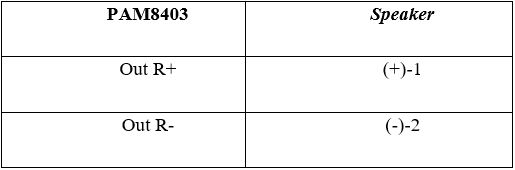 PAM8403 Speaker
Out R+ (+)-1
Out R- (-)-2